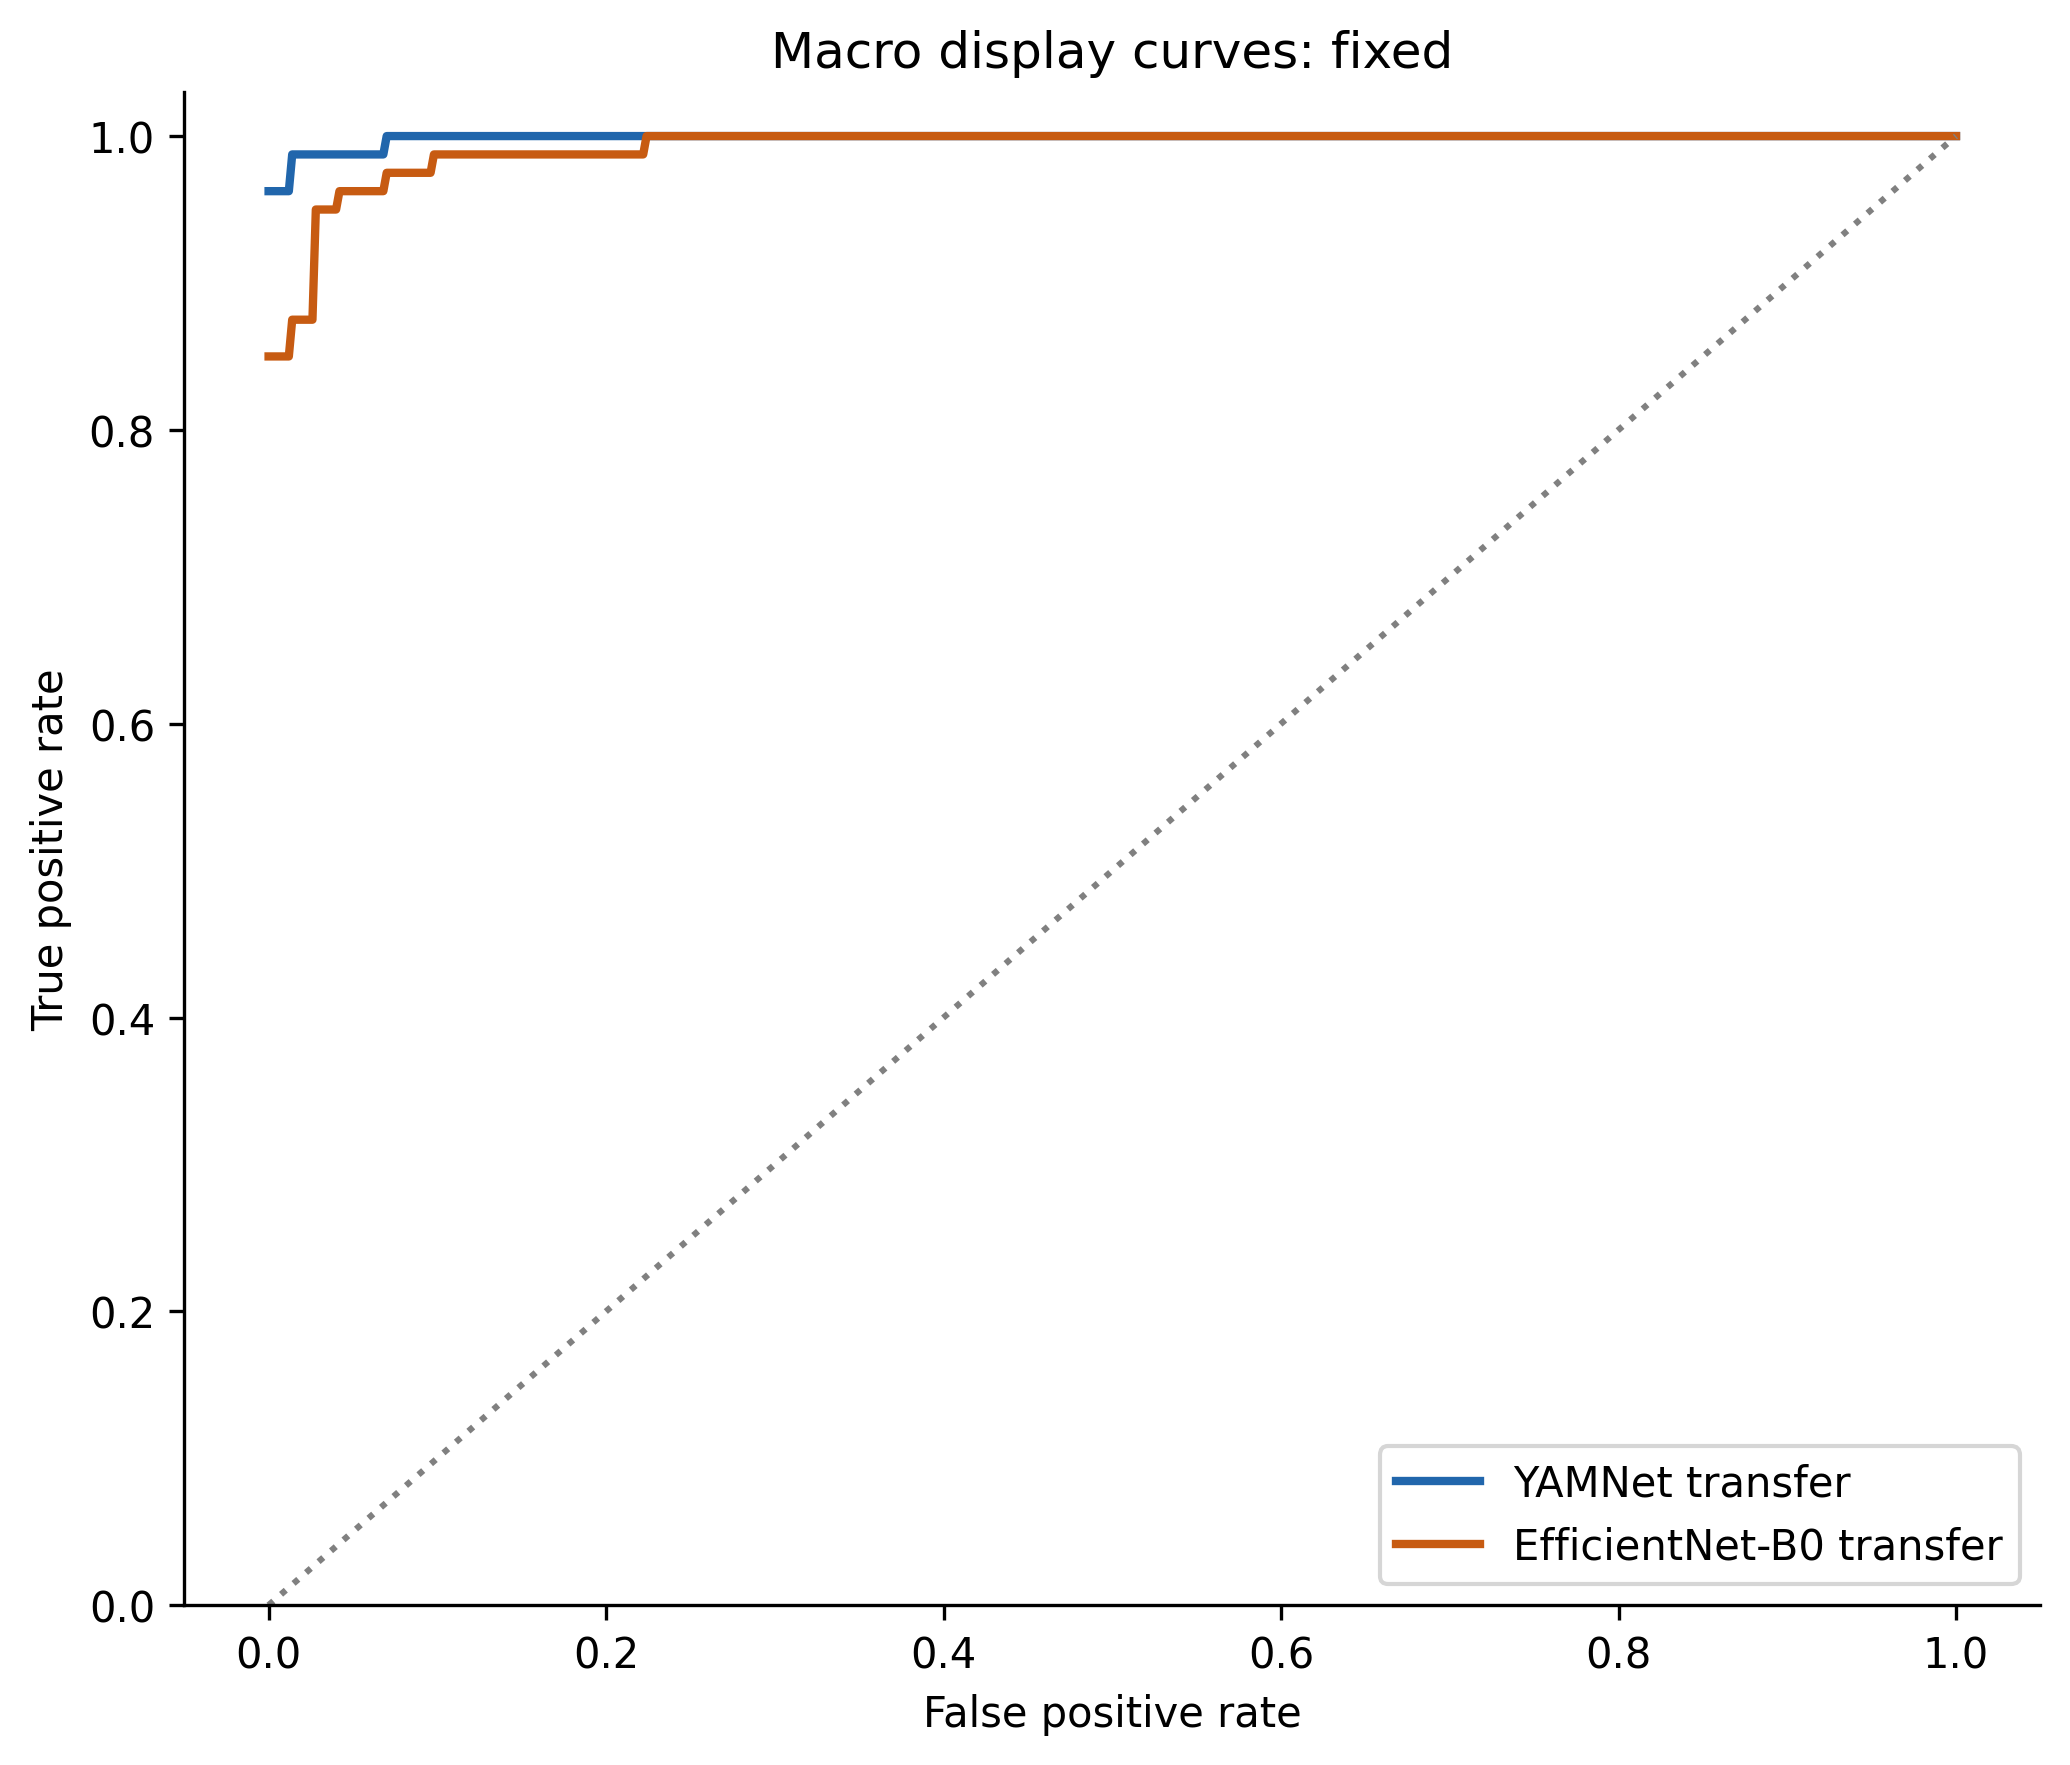 Macro display curves: fixed
True positive rate
1.0
0.8
0.6
0.4
0.2
0.0
0.0 0.2 0.4 0.6 0.8 1.0
False positive rate
YAMNet transfer
EfficientNet-B0 transfer